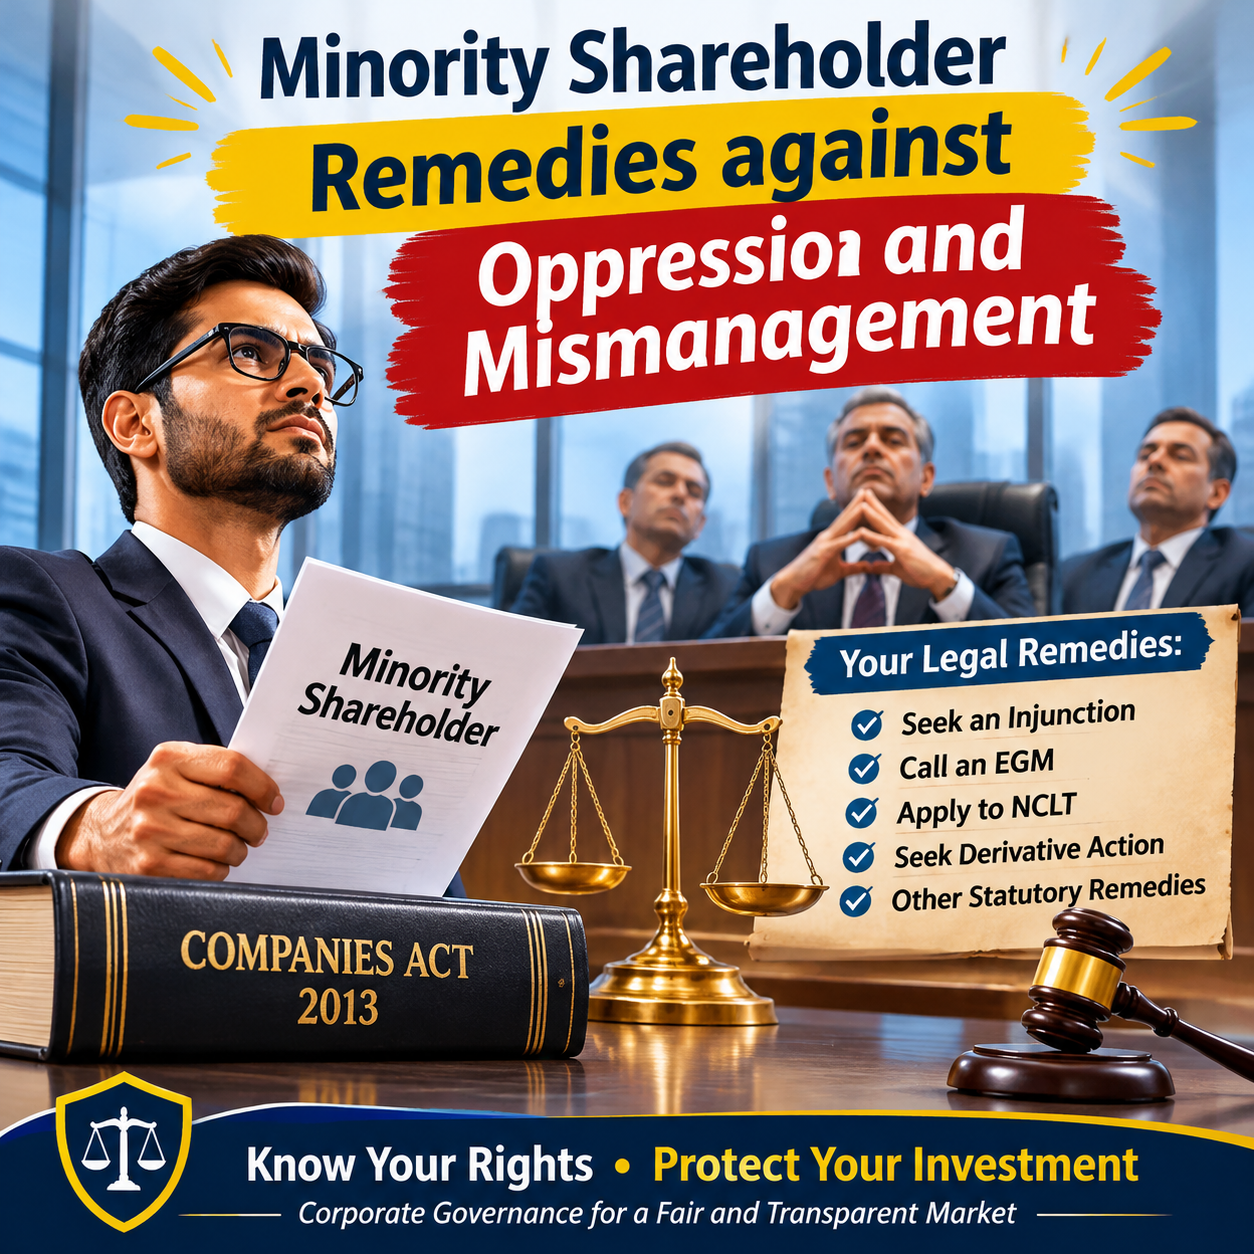 Minority Shareholder
Remedies against
Oppression and
Mismanagement
Minority
Shareholder
Your Legal Remedies:
Seek an Injunction
Call an EGM
Apply to NCLT
Seek Derivative Action
Other Statutory Remedies
COMPANIES ACT
2013
Know Your Rights • Protect Your Investment
Corporate Governance for a Fair and Transparent Market